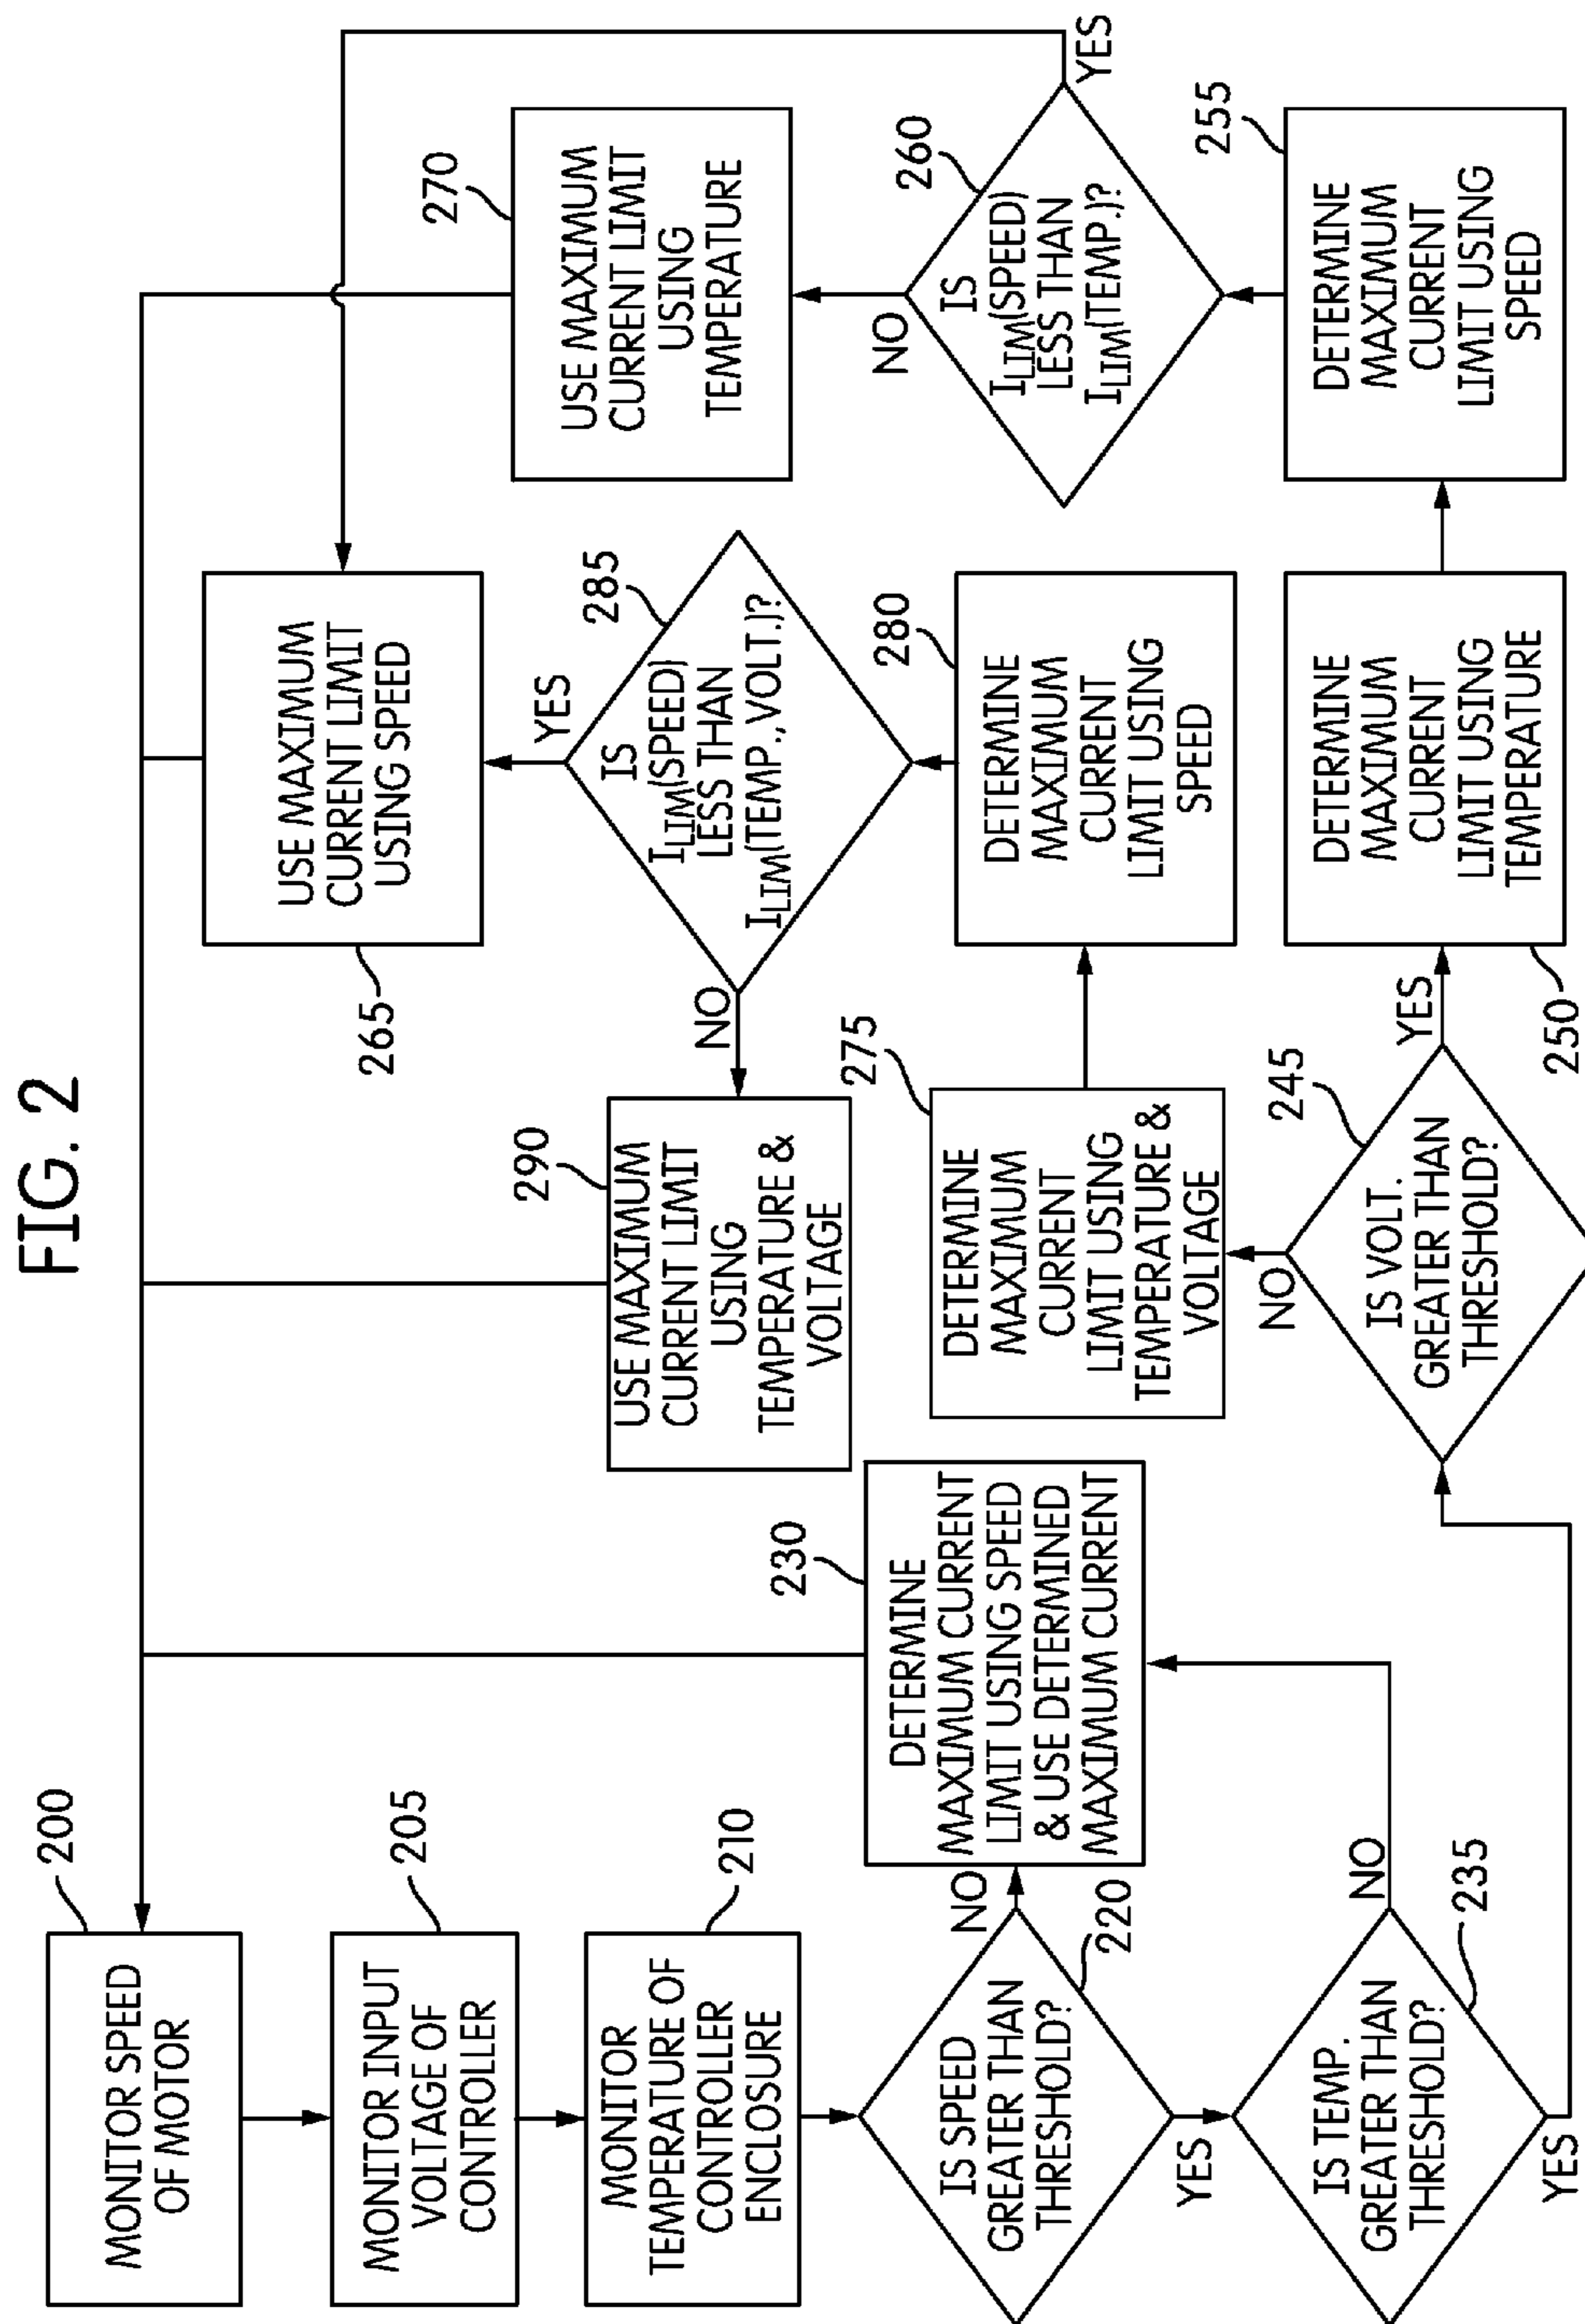 FIG. 2
200
MONITOR SPEED
OF MOTOR
205
MONITOR INPUT
VOLTAGE OF
CONTROLLER
210
MONITOR
TEMPERATURE OF
CONTROLLER
ENCLOSURE
220
IS SPEED
GREATER THAN
THRESHOLD?
NO
YES
230
DETERMINE
MAXIMUM CURRENT
LIMIT USING SPEED
& USE DETERMINED
MAXIMUM CURRENT
235
IS TEMP.
GREATER THAN
THRESHOLD?
NO
YES
245
IS VOLT.
GREATER THAN
THRESHOLD?
NO
YES
250
DETERMINE
MAXIMUM
CURRENT
LIMIT USING
TEMPERATURE
255
DETERMINE
MAXIMUM
CURRENT
LIMIT USING
SPEED
260
IS
ILIM(SPEED)
LESS THAN
ILIM(TEMP.)?
NO
YES
265
USE MAXIMUM
CURRENT LIMIT
USING SPEED
270
USE MAXIMUM
CURRENT LIMIT
USING
TEMPERATURE
275
DETERMINE
MAXIMUM
CURRENT
LIMIT USING
TEMPERATURE &
VOLTAGE
280
DETERMINE
MAXIMUM
CURRENT
LIMIT USING
SPEED
285
IS
ILIM(SPEED)
LESS THAN
ILIM(TEMP.,VOLT.)?
YES
NO
290
USE MAXIMUM
CURRENT LIMIT
USING
TEMPERATURE &
VOLTAGE